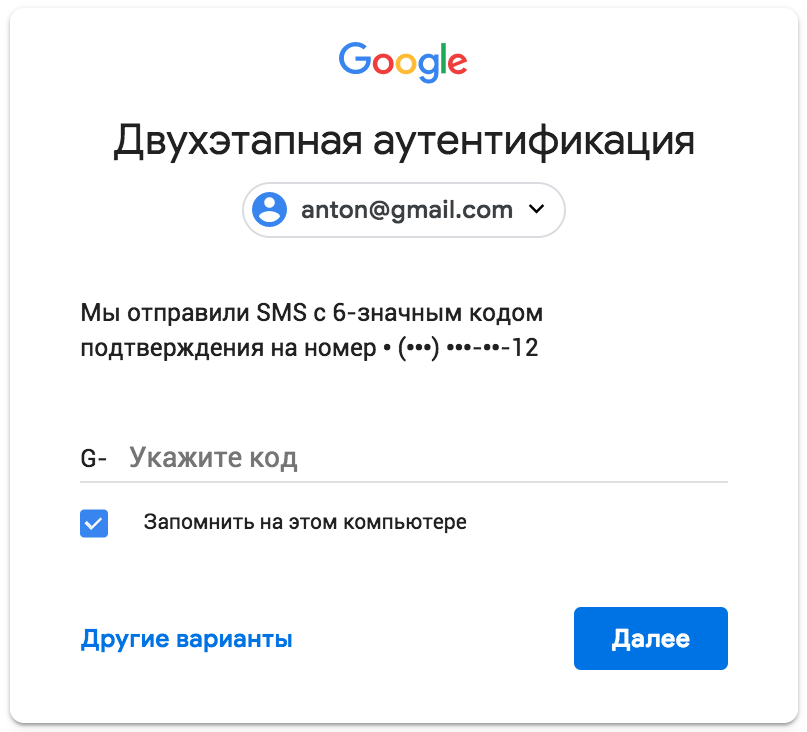 Google
Двухэтапная аутентификация
anton@gmail.com
Мы отправили SMS с 6-значным кодом
подтверждения на номер • (•••) •••-••-12
G- Укажите код
Запомнить на этом компьютере
Другие варианты
Далее